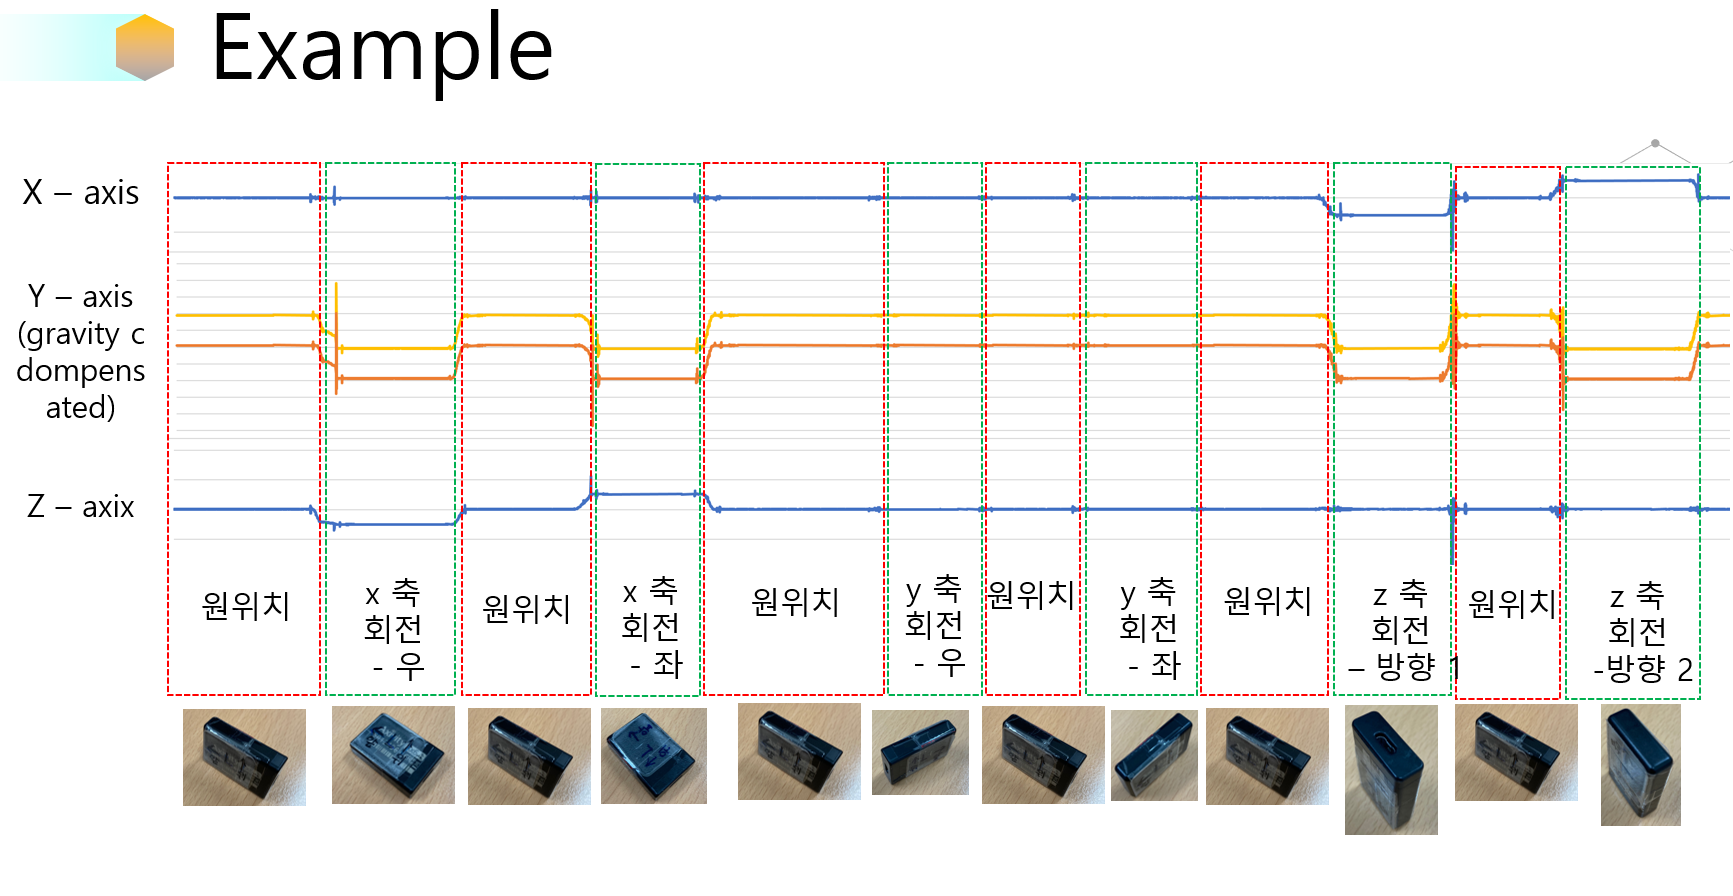 Example
X – axis
Y – axis
(gravity c
dompens
ated)
Z – axix
원위치
x 축
회전
- 우
원위치
x 축
회전
- 좌
원위치
y 축
회전
- 우
원위치
y 축
회전
- 좌
원위치
z 축
회전
– 방향 1
원위치
z 축
회전
-방향 2